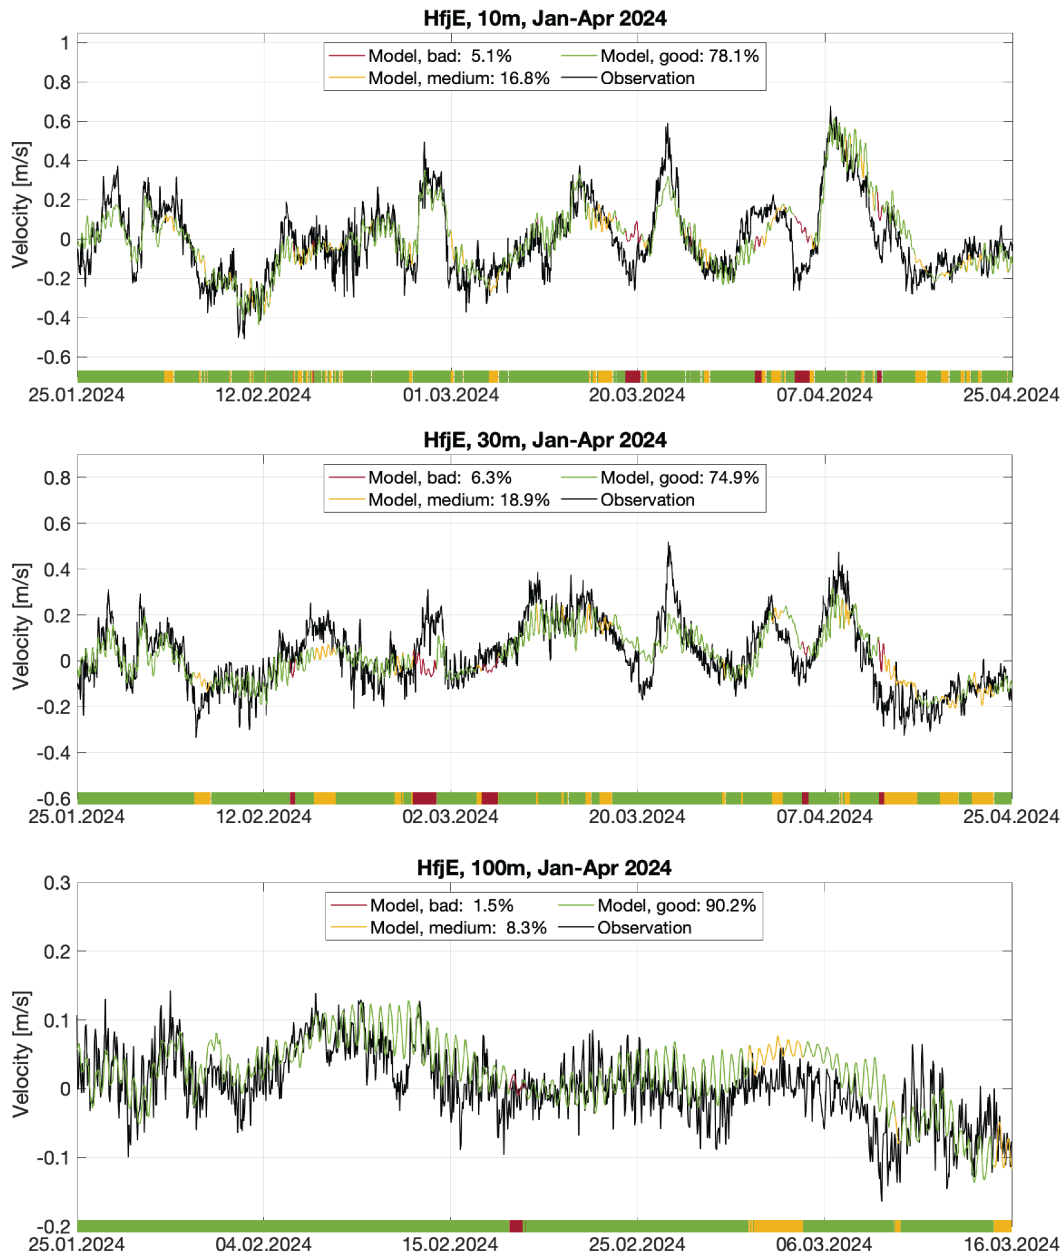 HfjE, 10m, Jan-Apr 2024
Model, bad: 5.1%
Model, good: 78.1%
Model, medium: 16.8%
Observation
Velocity [m/s]
1
0.8
0.6
0.4
0.2
0
-0.2
-0.4
-0.6
25.01.2024
12.02.2024
01.03.2024
20.03.2024
07.04.2024
25.04.2024
HfjE, 30m, Jan-Apr 2024
Model, bad: 6.3%
Model, good: 74.9%
Model, medium: 18.9%
Observation
Velocity [m/s]
0.8
0.6
0.4
0.2
0
-0.2
-0.4
-0.6
25.01.2024
12.02.2024
02.03.2024
20.03.2024
07.04.2024
25.04.2024
HfjE, 100m, Jan-Apr 2024
Model, bad: 1.5%
Model, good: 90.2%
Model, medium: 8.3%
Observation
Velocity [m/s]
0.3
0.2
0.1
0
-0.1
-0.2
25.01.2024
04.02.2024
15.02.2024
25.02.2024
06.03.2024
16.03.2024